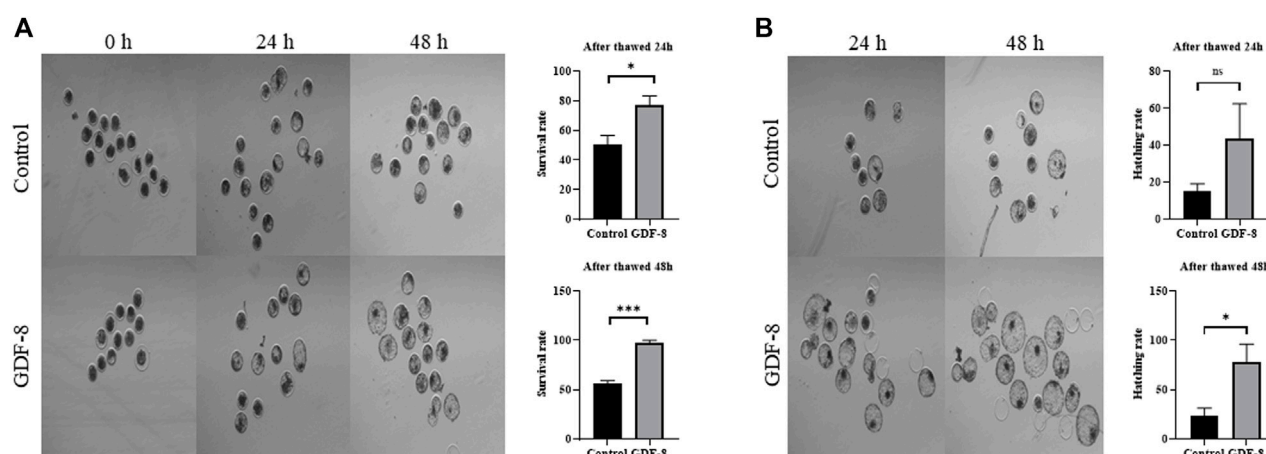 A
0 h 24 h 48 h
Control
GDF-8
After thawed 24h
Survival rate
100
80
60
40
20
0
*
Control GDF-8
After thawed 48h
Survival rate
150
100
50
0
***
Control GDF-8
B
24 h 48 h
Control
GDF-8
After thawed 24h
Hatching rate
80
60
40
20
0
ns
Control GDF-8
After thawed 48h
Hatching rate
150
100
50
0
*
Control GDF-8